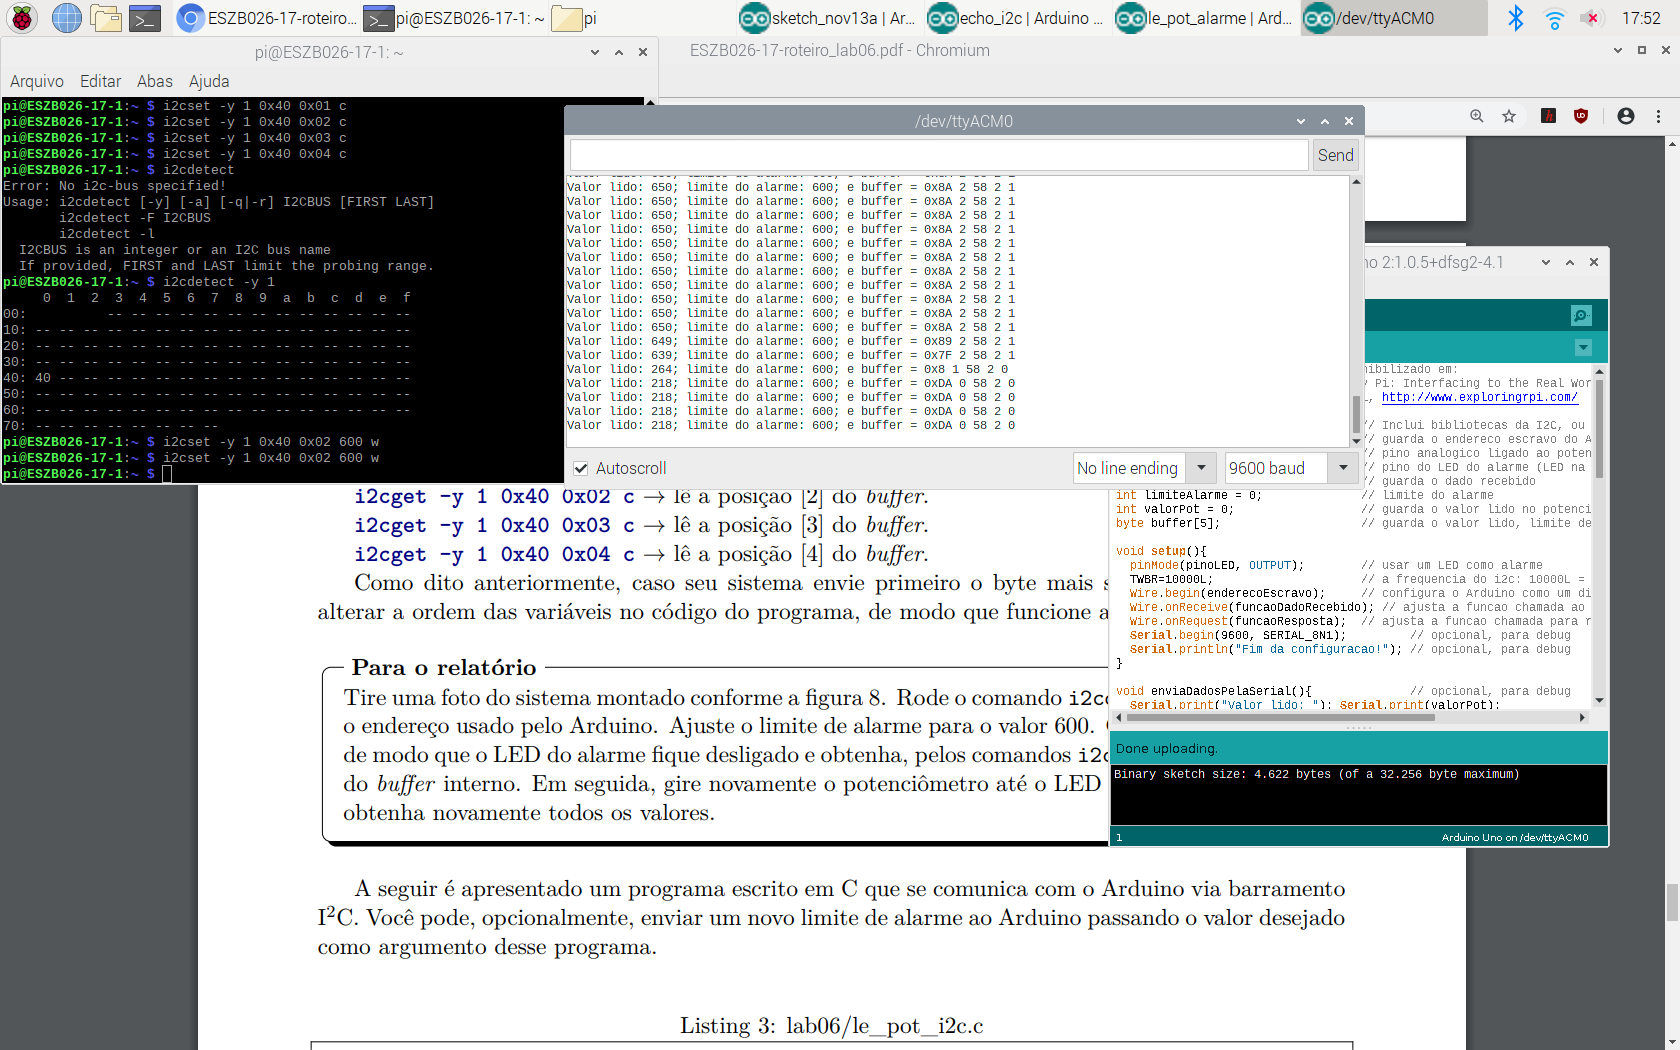 ESZB026-17-roteiro...
pi@ESZB026-17-1: ~
pi
sketch_nov13a | Ar...
echo_i2c | Arduino ...
le_pot_alarme | Ard...
/dev/ttyACM0
17:52
pi@ESZB026-17-1: ~
Arquivo Editar Abas Ajuda
pi@ESZB026-17-1:~ $ i2cset -y 1 0x40 0x01 c
pi@ESZB026-17-1:~ $ i2cset -y 1 0x40 0x02 c
pi@ESZB026-17-1:~ $ i2cset -y 1 0x40 0x03 c
pi@ESZB026-17-1:~ $ i2cset -y 1 0x40 0x04 c
pi@ESZB026-17-1:~ $ i2cdetect
Error: No i2c-bus specified!
Usage: i2cdetect [-y] [-a] [-q|-r] I2CBUS [FIRST LAST]
i2cdetect -F I2CBUS
i2cdetect -l
I2CBUS is an integer or an I2C bus name
If provided, FIRST and LAST limit the probing range.
pi@ESZB026-17-1:~ $ i2cdetect -y 1
0 1 2 3 4 5 6 7 8 9 a b c d e f
00: -- -- -- -- -- -- -- -- -- -- -- -- --
10: -- -- -- -- -- -- -- -- -- -- -- -- -- -- -- --
20: -- -- -- -- -- -- -- -- -- -- -- -- -- -- -- --
30: -- -- -- -- -- -- -- -- -- -- -- -- -- -- -- --
40: 40 -- -- -- -- -- -- -- -- -- -- -- -- -- -- --
50: -- -- -- -- -- -- -- -- -- -- -- -- -- -- -- --
60: -- -- -- -- -- -- -- -- -- -- -- -- -- -- -- --
70: -- -- -- -- -- -- -- --
pi@ESZB026-17-1:~ $ i2cset -y 1 0x40 0x02 600 w
pi@ESZB026-17-1:~ $ i2cset -y 1 0x40 0x02 600 w
pi@ESZB026-17-1:~ $
ESZB026-17-roteiro_lab06.pdf - Chromium
/dev/ttyACM0
Send
Valor lido: 650; limite do alarme: 600; e buffer = 0x8A 2 58 2 1
Valor lido: 650; limite do alarme: 600; e buffer = 0x8A 2 58 2 1
Valor lido: 650; limite do alarme: 600; e buffer = 0x8A 2 58 2 1
Valor lido: 650; limite do alarme: 600; e buffer = 0x8A 2 58 2 1
Valor lido: 650; limite do alarme: 600; e buffer = 0x8A 2 58 2 1
Valor lido: 650; limite do alarme: 600; e buffer = 0x8A 2 58 2 1
Valor lido: 650; limite do alarme: 600; e buffer = 0x8A 2 58 2 1
Valor lido: 650; limite do alarme: 600; e buffer = 0x8A 2 58 2 1
Valor lido: 650; limite do alarme: 600; e buffer = 0x8A 2 58 2 1
Valor lido: 650; limite do alarme: 600; e buffer = 0x8A 2 58 2 1
Valor lido: 650; limite do alarme: 600; e buffer = 0x8A 2 58 2 1
Valor lido: 649; limite do alarme: 600; e buffer = 0x89 2 58 2 1
Valor lido: 639; limite do alarme: 600; e buffer = 0x7F 2 58 2 1
Valor lido: 264; limite do alarme: 600; e buffer = 0x8 1 58 2 0
Valor lido: 218; limite do alarme: 600; e buffer = 0xDA 0 58 2 0
Valor lido: 218; limite do alarme: 600; e buffer = 0xDA 0 58 2 0
Valor lido: 218; limite do alarme: 600; e buffer = 0xDA 0 58 2 0
Valor lido: 218; limite do alarme: 600; e buffer = 0xDA 0 58 2 0
Autoscroll
No line ending
9600 baud
no 2:1.0.5+dfsg2-4.1
nibilizado em:
y Pi: Interfacing to the Real Wor
, http://www.exploringrpi.com/
// Inclui bibliotecas da I2C, ou
// guarda o endereco escravo do A
// pino analogico ligado ao poten
// pino do LED do alarme (LED na
// guarda o dado recebido
int limiteAlarme = 0; // limite do alarme
int valorPot = 0; // guarda o valor lido no potenci
byte buffer[5]; // guarda o valor lido, limite de
void setup(){
pinMode(pinoLED, OUTPUT); // usar um LED como alarme
TWBR=10000L; // a frequencia do i2c: 10000L =
Wire.begin(enderecoEscravo); // configura o Arduino como um di
Wire.onReceive(funcaoDadoRecebido); // ajusta a funcao chamada ao
Wire.onRequest(funcaoResposta); // ajusta a funcao chamada para r
Serial.begin(9600, SERIAL_8N1); // opcional, para debug
Serial.println("Fim da configuracao!"); // opcional, para debug
}
void enviaDadosPelaSerial(){ // opcional, para debug
Serial.print("Valor lido: "); Serial.print(valorPot);
Done uploading.
Binary sketch size: 4.622 bytes (of a 32.256 byte maximum)
1
Arduino Uno on /dev/ttyACM0
i2cget -y 1 0x40 0x02 c → lê a posição [2] do buffer.
i2cget -y 1 0x40 0x03 c → lê a posição [3] do buffer.
i2cget -y 1 0x40 0x04 c → lê a posição [4] do buffer.
Como dito anteriormente, caso seu sistema envie primeiro o byte mais s
alterar a ordem das variáveis no código do programa, de modo que funcione a
Para o relatório
Tire uma foto do sistema montado conforme a figura 8. Rode o comando i2c
o endereço usado pelo Arduino. Ajuste o limite de alarme para o valor 600.
de modo que o LED do alarme fique desligado e obtenha, pelos comandos i2c
do buffer interno. Em seguida, gire novamente o potenciômetro até o LED
obtenha novamente todos os valores.
A seguir é apresentado um programa escrito em C que se comunica com o Arduino via barramento
I²C. Você pode, opcionalmente, enviar um novo limite de alarme ao Arduino passando o valor desejado
como argumento desse programa.
Listing 3: lab06/le_pot_i2c.c